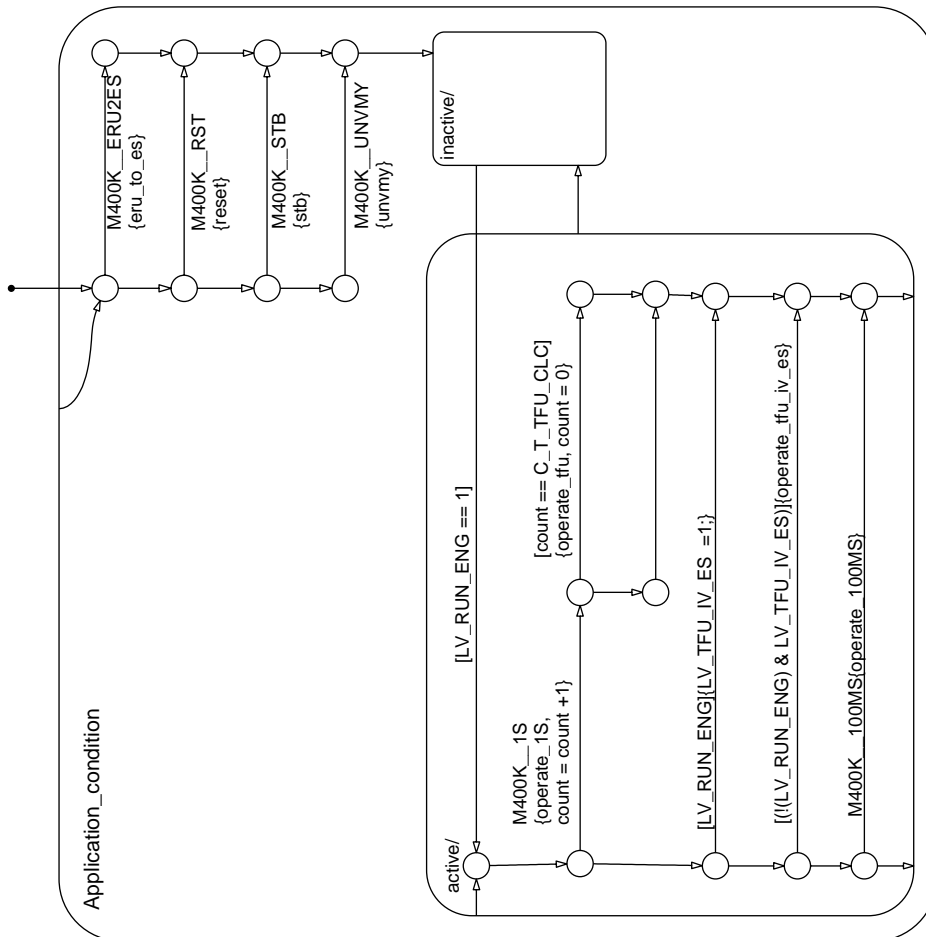 Application_condition
M400K__ERU2ES
{eru_to_es}
M400K__RST
{reset}
M400K__STB
{stb}
M400K__UNVMY
{unvmy}
inactive/
[LV_RUN_ENG == 1]
active/
M400K__1S
{operate_1S,
count = count +1}
[count == C_T_TFU_CLC]
{operate_tfu, count = 0}
[LV_RUN_ENG]{LV_TFU_IV_ES =1;}
[(!(LV_RUN_ENG) & LV_TFU_IV_ES)]{operate_tfu_iv_es}
M400K__100MS{operate_100MS}